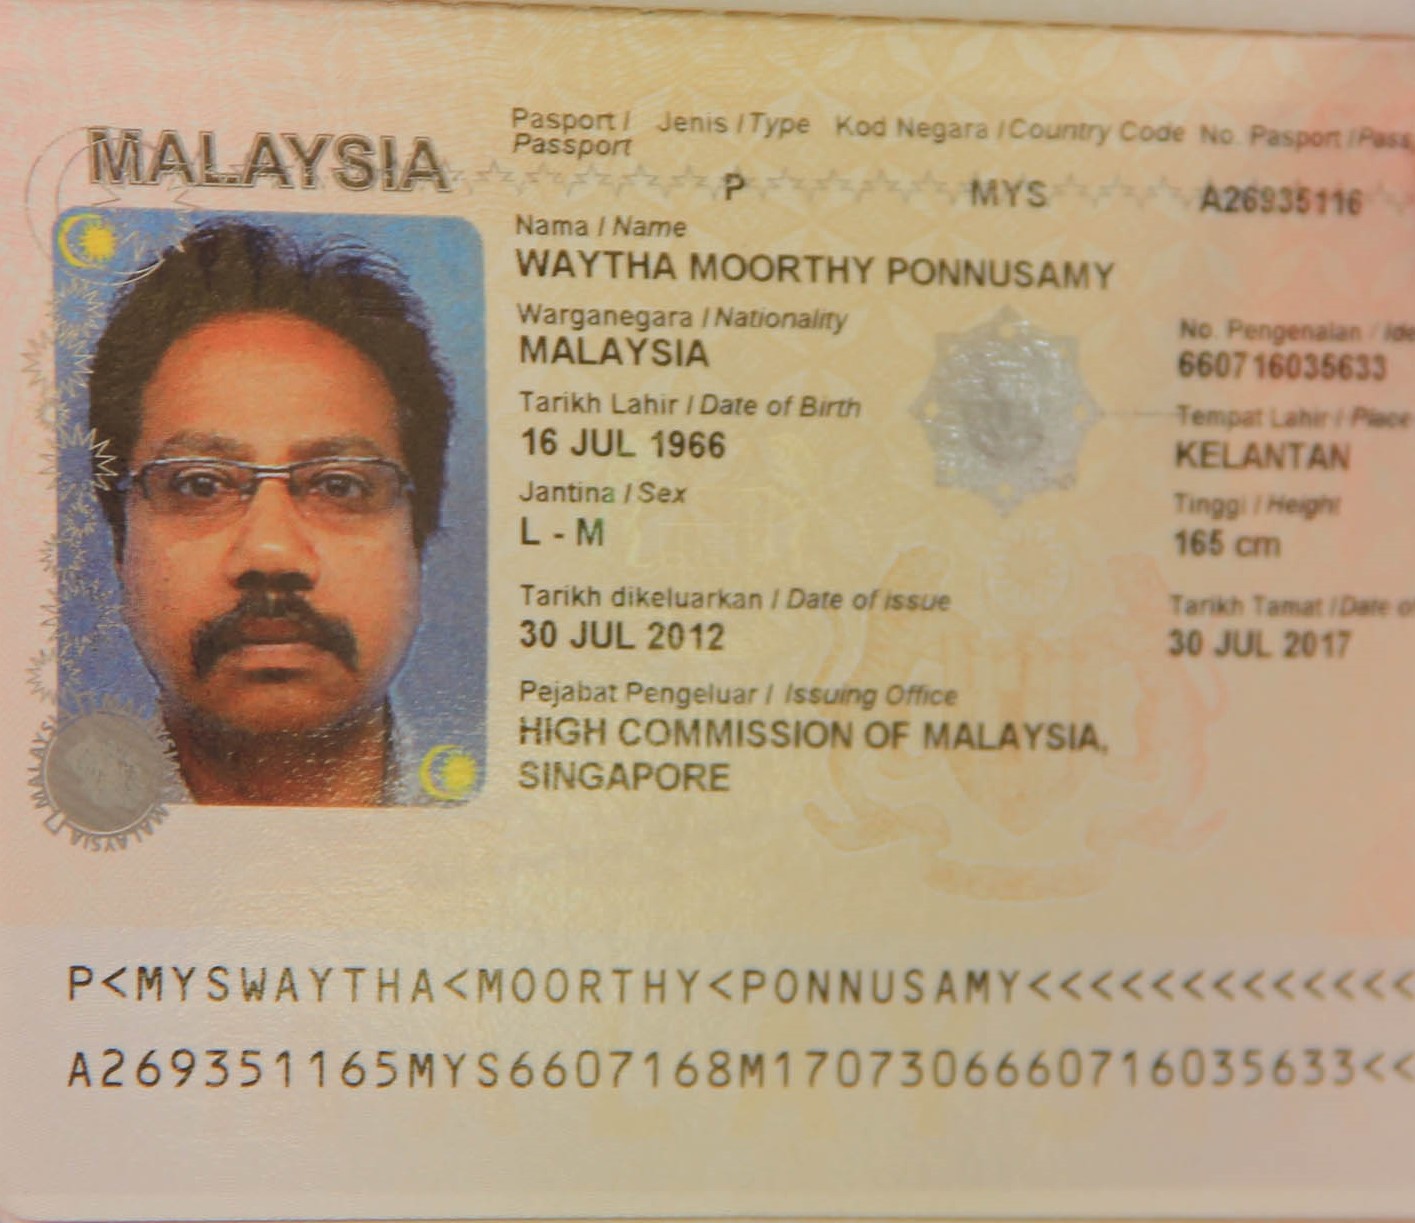 MALAYSIA
Pasport / Jenis / Type Kod Negara / Country Code No. Pasport / Pass
Passport
P MYS A26935116
Nama / Name
WAYTHA MOORTHY PONNUSAMY
Warganegara / Nationality No. Pengenalan / Ide
MALAYSIA 660716035633
Tarikh Lahir / Date of Birth Tempat Lahir / Place
16 JUL 1966 KELANTAN
Jantina / Sex Tinggi / Height
L - M 165 cm
Tarikh dikeluarkan / Date of issue Tarikh Tamat / Date of
30 JUL 2012 30 JUL 2017
Pejabat Pengeluar / Issuing Office
HIGH COMMISSION OF MALAYSIA,
SINGAPORE
MALAYSIA MALAYSIA
P<MYSWAYTHA<MOORTHY<PONNUSAMY<<<<<<<<<<<<<<
A269351165MYS6607168M1707306660716035633<<